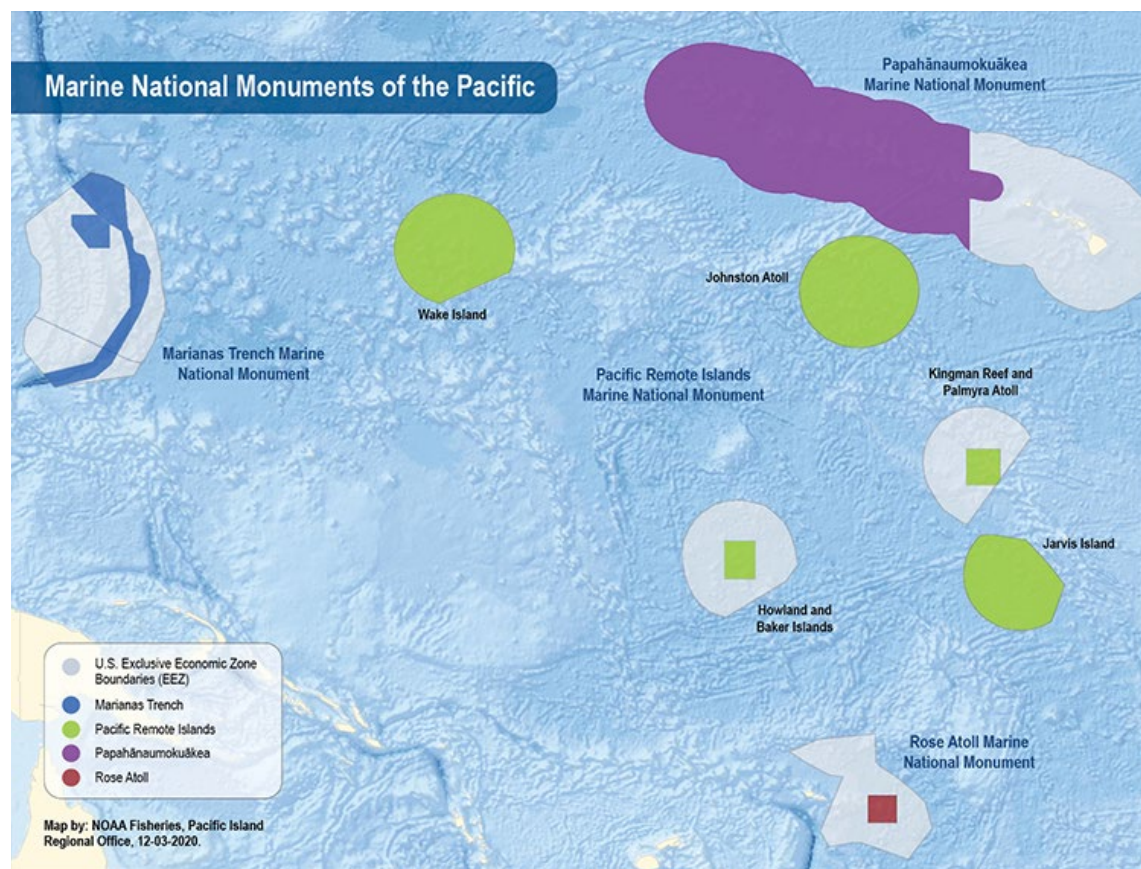 Marine National Monuments of the Pacific
Papahānaumokuākea
Marine National Monument
Johnston Atoll
Wake Island
Marianas Trench Marine
National Monument
Pacific Remote Islands
Marine National Monument
Kingman Reef and
Palmyra Atoll
Jarvis Island
Howland and
Baker Islands
U.S. Exclusive Economic Zone
Boundaries (EEZ)
Marianas Trench
Pacific Remote Islands
Papahānaumokuākea
Rose Atoll
Rose Atoll Marine
National Monument
Map by: NOAA Fisheries, Pacific Island
Regional Office, 12-03-2020.